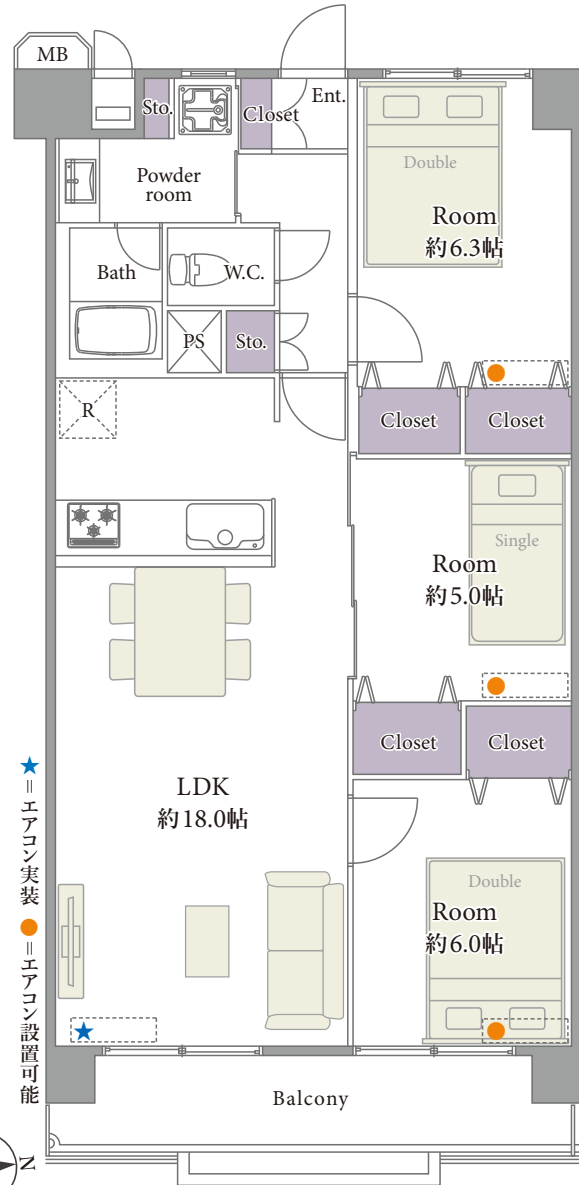 MB
Sto.
Closet
Ent.
Double
Powder
room
Room
約6.3帖
Bath
W.C.
PS
Sto.
R
Closet
Closet
Single
Room
約5.0帖
Closet
Closet
LDK
約18.0帖
Double
Room
約6.0帖
★=エアコン実装 ●=エアコン設置可能
Balcony
N